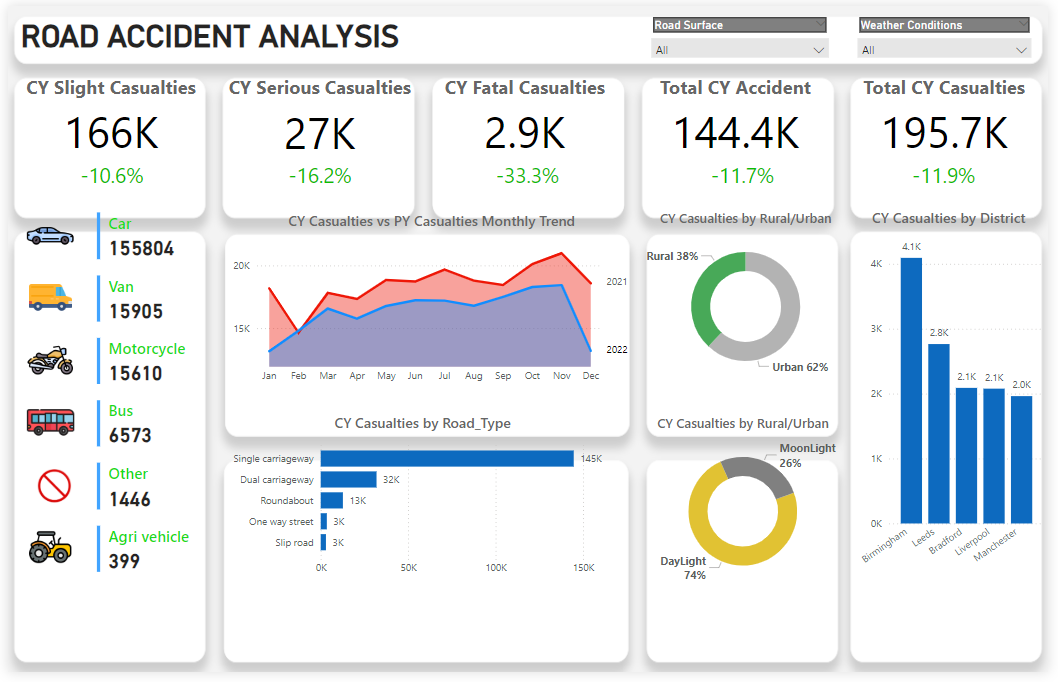 ROAD ACCIDENT ANALYSIS
Road Surface
All
Weather Conditions
All
CY Slight Casualties
166K
-10.6%
CY Serious Casualties
27K
-16.2%
CY Fatal Casualties
2.9K
-33.3%
Total CY Accident
144.4K
-11.7%
Total CY Casualties
195.7K
-11.9%
Car
155804
Van
15905
Motorcycle
15610
Bus
6573
Other
1446
Agri vehicle
399
CY Casualties vs PY Casualties Monthly Trend
20K
15K
2021
2022
Jan Feb Mar Apr May Jun Jul Aug Sep Oct Nov Dec
CY Casualties by Road_Type
Single carriageway 145K
Dual carriageway 32K
Roundabout 13K
One way street 3K
Slip road 3K
0K 50K 100K 150K
CY Casualties by Rural/Urban
Rural 38%
Urban 62%
CY Casualties by Rural/Urban
MoonLight
26%
DayLight
74%
CY Casualties by District
4K
3K
2K
1K
0K
4.1K
2.8K
2.1K
2.1K
2.0K
Birmingham
Leeds
Bradford
Liverpool
Manchester